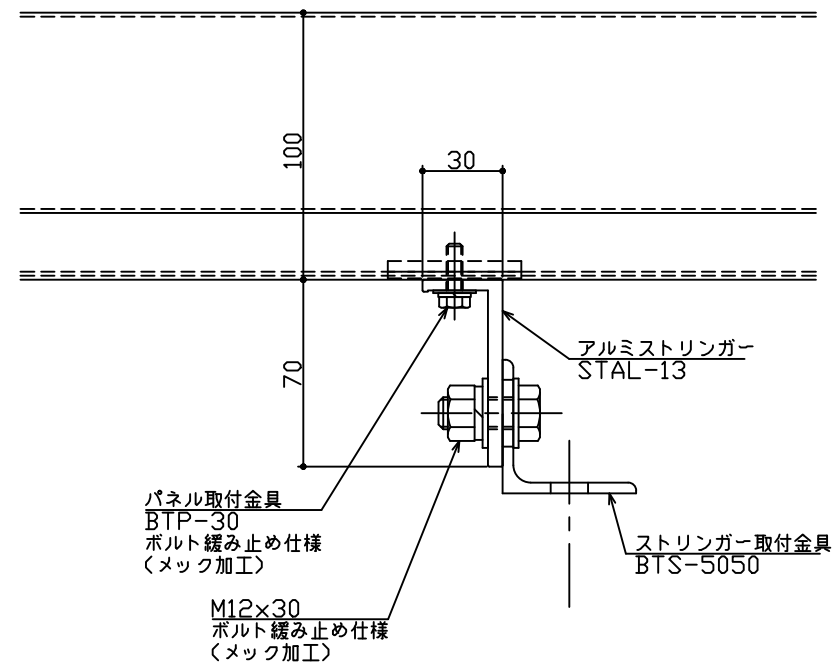 100
30
70
アルミストリンガー
STAL-13
パネル取付金具
BTP-30
ボルト緩み止め仕様
(メック加工)
ストリンガー取付金具
BTS-5050
M12x30
ボルト緩み止め仕様
(メック加工)